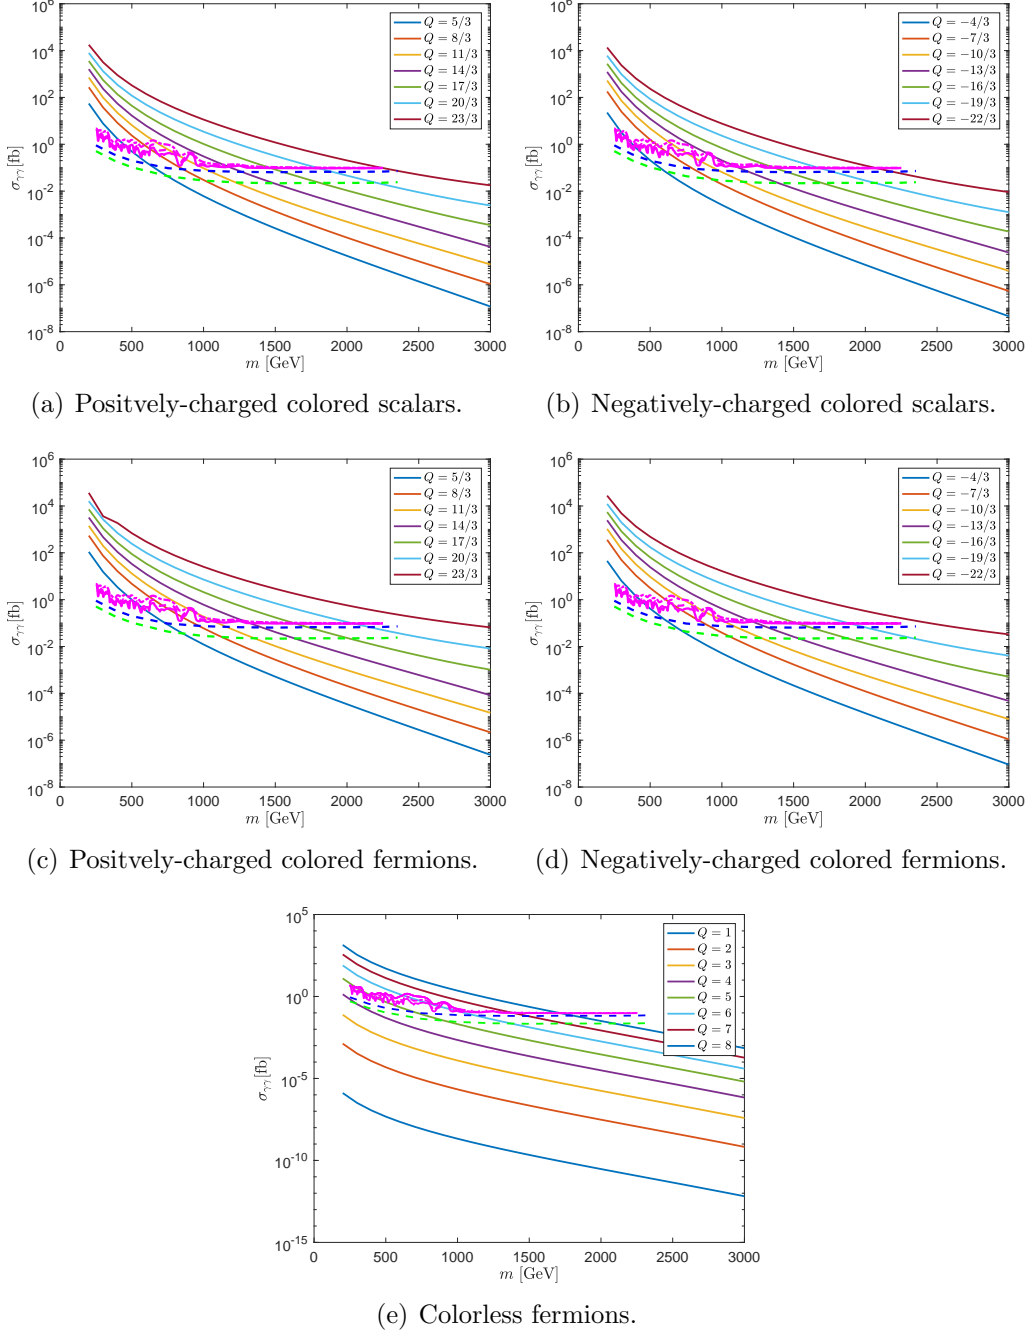 10^6
10^4
10^2
10^0
10^-2
10^-4
10^-6
10^-8
σγγ[fb]
0 500 1000 1500 2000 2500 3000
m [GeV]
Q = 5/3
Q = 8/3
Q = 11/3
Q = 14/3
Q = 17/3
Q = 20/3
Q = 23/3
(a) Positvely-charged colored scalars.
10^6
10^4
10^2
10^0
10^-2
10^-4
10^-6
10^-8
σγγ[fb]
0 500 1000 1500 2000 2500 3000
m [GeV]
Q = −4/3
Q = −7/3
Q = −10/3
Q = −13/3
Q = −16/3
Q = −19/3
Q = −22/3
(b) Negatively-charged colored scalars.
10^6
10^4
10^2
10^0
10^-2
10^-4
10^-6
10^-8
σγγ[fb]
0 500 1000 1500 2000 2500 3000
m [GeV]
Q = 5/3
Q = 8/3
Q = 11/3
Q = 14/3
Q = 17/3
Q = 20/3
Q = 23/3
(c) Positvely-charged colored fermions.
10^6
10^4
10^2
10^0
10^-2
10^-4
10^-6
10^-8
σγγ[fb]
0 500 1000 1500 2000 2500 3000
m [GeV]
Q = −4/3
Q = −7/3
Q = −10/3
Q = −13/3
Q = −16/3
Q = −19/3
Q = −22/3
(d) Negatively-charged colored fermions.
10^5
10^0
10^-5
10^-10
10^-15
σγγ[fb]
0 500 1000 1500 2000 2500 3000
m [GeV]
Q = 1
Q = 2
Q = 3
Q = 4
Q = 5
Q = 6
Q = 7
Q = 8
(e) Colorless fermions.